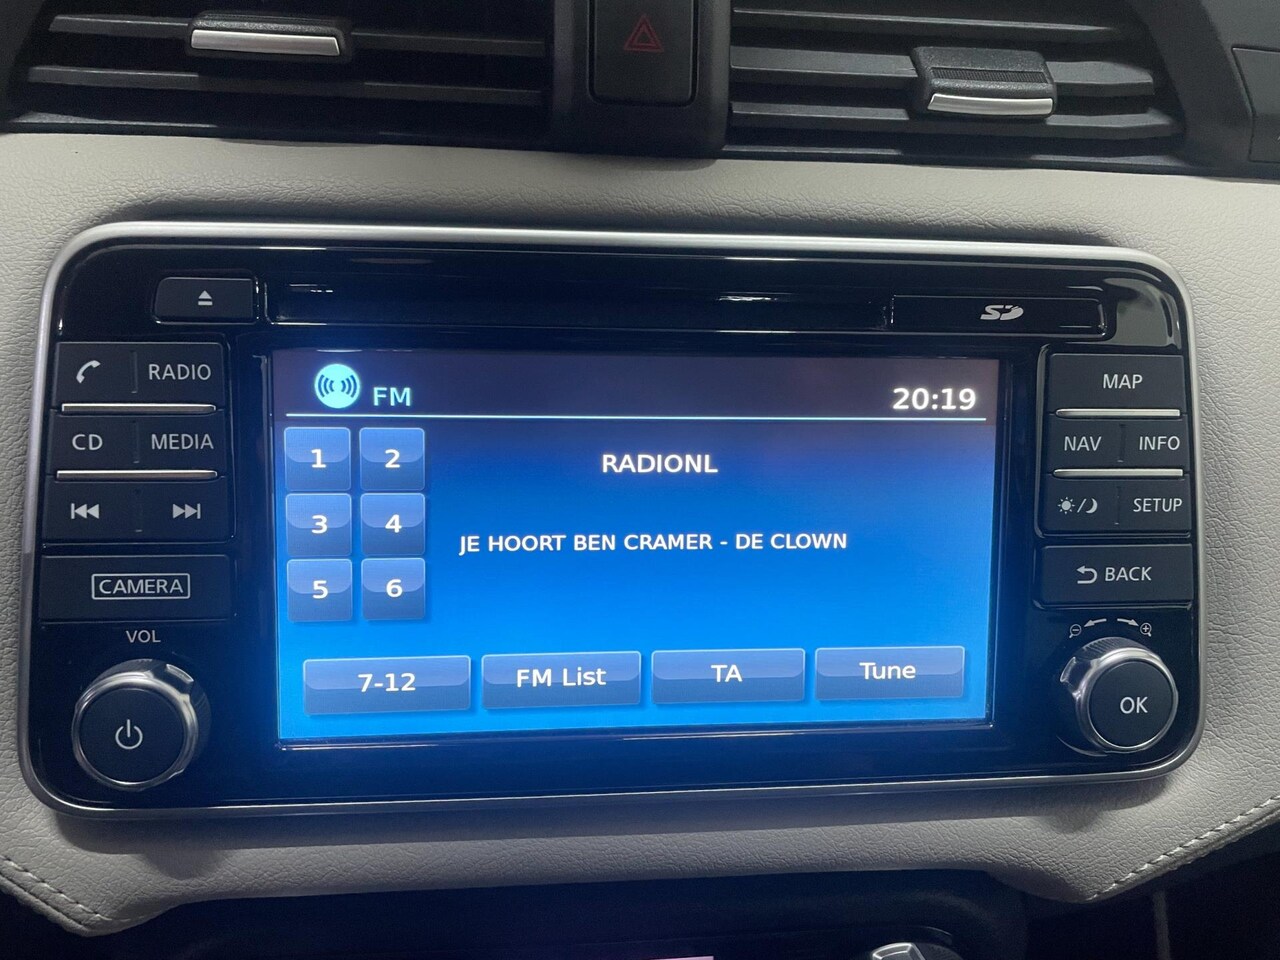 SD
RADIO
CD MEDIA
CAMERA
VOL
FM
20:19
1 2
3 4
5 6
RADIONL
JE HOORT BEN CRAMER - DE CLOWN
7-12 FM List TA Tune
MAP
NAV INFO
SETUP
BACK
OK